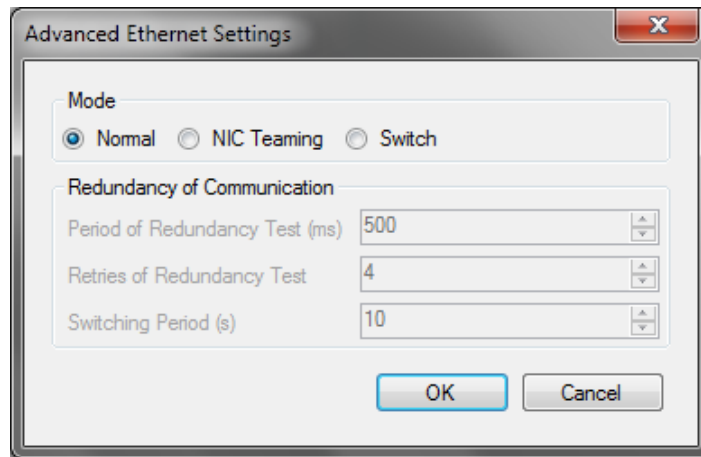 Advanced Ethernet Settings
Mode
Normal NIC Teaming Switch
Redundancy of Communication
Period of Redundancy Test (ms) 500
Retries of Redundancy Test 4
Switching Period (s) 10
OK Cancel